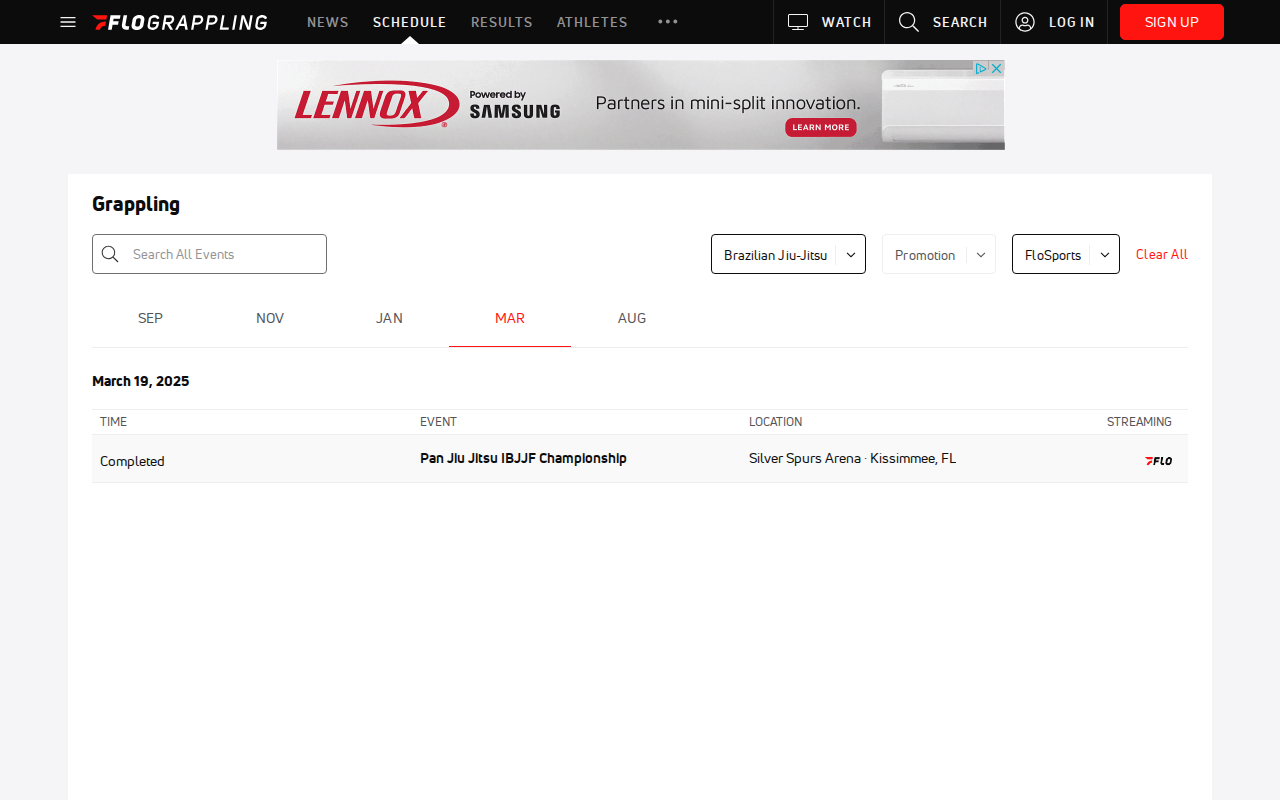 FLOGRAPPLING NEWS SCHEDULE RESULTS ATHLETES WATCH SEARCH LOG IN SIGN UP
LENNOX Powered by SAMSUNG Partners in mini-split innovation.
LEARN MORE
Grappling
Search All Events Brazilian Jiu-Jitsu Promotion FloSports Clear All
SEP NOV JAN MAR AUG
March 19, 2025
TIME EVENT LOCATION STREAMING
Completed Pan Jiu Jitsu IBJJF Championship Silver Spurs Arena · Kissimmee, FL FLO